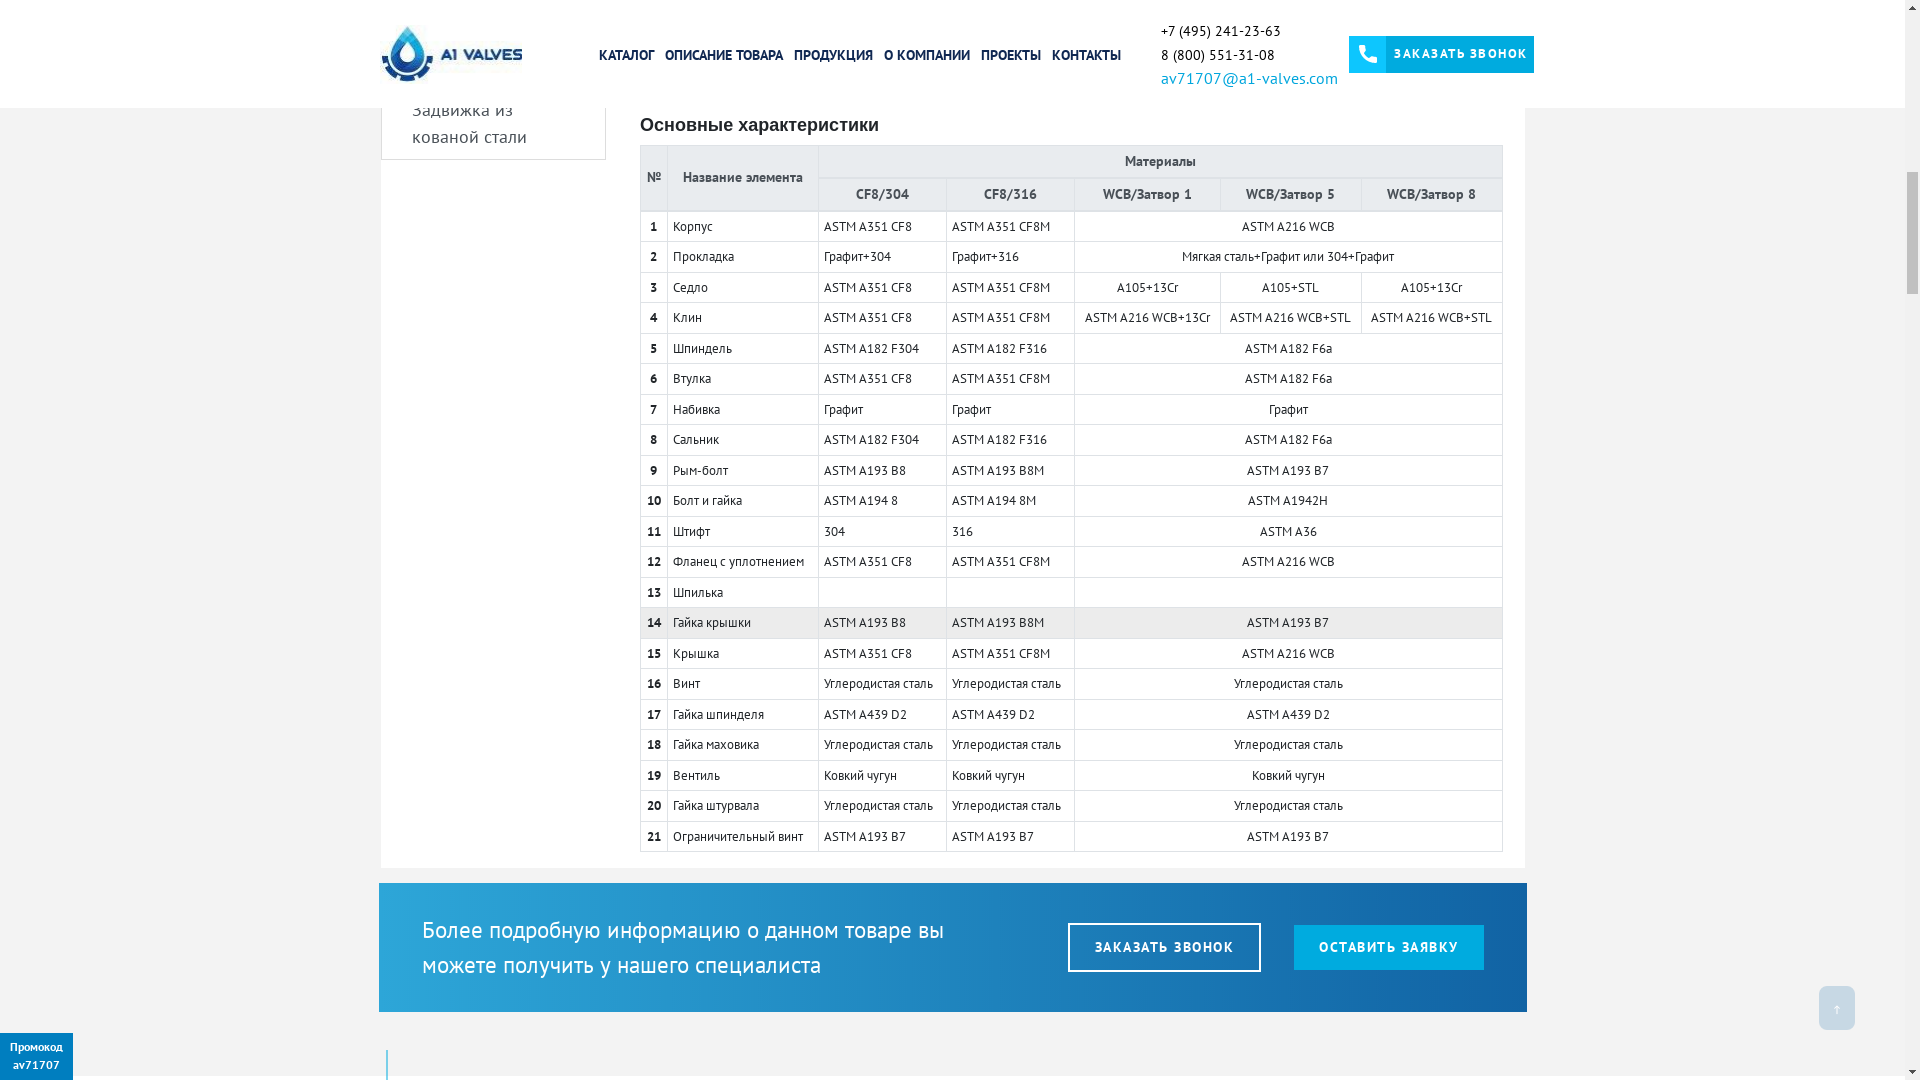 A1 VALVES
КАТАЛОГ ОПИСАНИЕ ТОВАРА ПРОДУКЦИЯ О КОМПАНИИ ПРОЕКТЫ КОНТАКТЫ
+7 (495) 241-23-63
8 (800) 551-31-08
av71707@a1-valves.com
ЗАКАЗАТЬ ЗВОНОК
Задвижка из
кованой стали
Основные характеристики
№ Название элемента Материалы
CF8/304 CF8/316 WCB/Затвор 1 WCB/Затвор 5 WCB/Затвор 8
1 Корпус ASTM A351 CF8 ASTM A351 CF8M ASTM A216 WCB
2 Прокладка Графит+304 Графит+316 Мягкая сталь+Графит или 304+Графит
3 Седло ASTM A351 CF8 ASTM A351 CF8M A105+13Cr A105+STL A105+13Cr
4 Клин ASTM A351 CF8 ASTM A351 CF8M ASTM A216 WCB+13Cr ASTM A216 WCB+STL ASTM A216 WCB+STL
5 Шпиндель ASTM A182 F304 ASTM A182 F316 ASTM A182 F6a
6 Втулка ASTM A351 CF8 ASTM A351 CF8M ASTM A182 F6a
7 Набивка Графит Графит Графит
8 Сальник ASTM A182 F304 ASTM A182 F316 ASTM A182 F6a
9 Рым-болт ASTM A193 B8 ASTM A193 B8M ASTM A193 B7
10 Болт и гайка ASTM A194 8 ASTM A194 8M ASTM A1942H
11 Штифт 304 316 ASTM A36
12 Фланец с уплотнением ASTM A351 CF8 ASTM A351 CF8M ASTM A216 WCB
13 Шпилька
14 Гайка крышки ASTM A193 B8 ASTM A193 B8M ASTM A193 B7
15 Крышка ASTM A351 CF8 ASTM A351 CF8M ASTM A216 WCB
16 Винт Углеродистая сталь Углеродистая сталь Углеродистая сталь
17 Гайка шпинделя ASTM A439 D2 ASTM A439 D2 ASTM A439 D2
18 Гайка маховика Углеродистая сталь Углеродистая сталь Углеродистая сталь
19 Вентиль Ковкий чугун Ковкий чугун Ковкий чугун
20 Гайка штурвала Углеродистая сталь Углеродистая сталь Углеродистая сталь
21 Ограничительный винт ASTM A193 B7 ASTM A193 B7 ASTM A193 B7
Более подробную информацию о данном товаре вы
можете получить у нашего специалиста
ЗАКАЗАТЬ ЗВОНОК
ОСТАВИТЬ ЗАЯВКУ
↑
Промокод
av71707